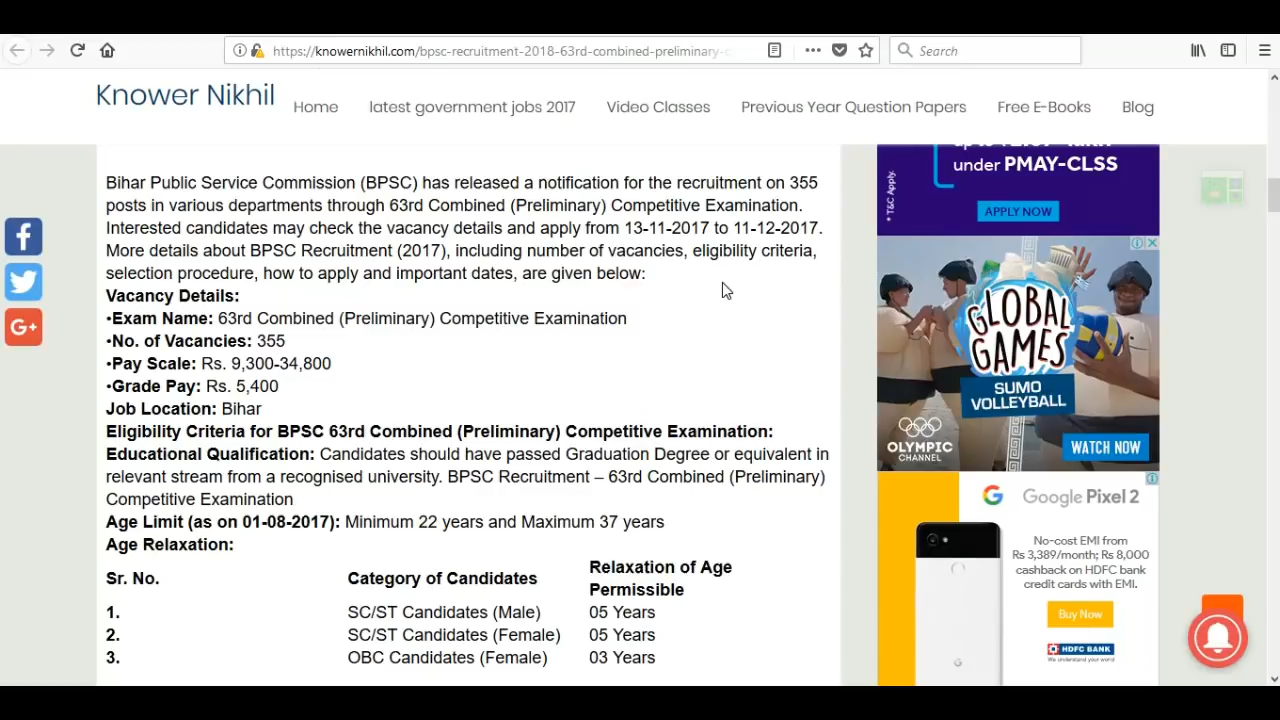 https://knowernikhil.com/bpsc-recruitment-2018-63rd-combined-preliminary-c
Search
Knower Nikhil
Home
latest government jobs 2017
Video Classes
Previous Year Question Papers
Free E-Books
Blog
Bihar Public Service Commission (BPSC) has released a notification for the recruitment on 355
posts in various departments through 63rd Combined (Preliminary) Competitive Examination.
Interested candidates may check the vacancy details and apply from 13-11-2017 to 11-12-2017.
More details about BPSC Recruitment (2017), including number of vacancies, eligibility criteria,
selection procedure, how to apply and important dates, are given below:
Vacancy Details:
•Exam Name: 63rd Combined (Preliminary) Competitive Examination
•No. of Vacancies: 355
•Pay Scale: Rs. 9,300-34,800
•Grade Pay: Rs. 5,400
Job Location: Bihar
Eligibility Criteria for BPSC 63rd Combined (Preliminary) Competitive Examination:
Educational Qualification: Candidates should have passed Graduation Degree or equivalent in
relevant stream from a recognised university. BPSC Recruitment – 63rd Combined (Preliminary)
Competitive Examination
Age Limit (as on 01-08-2017): Minimum 22 years and Maximum 37 years
Age Relaxation:
Sr. No. Category of Candidates Relaxation of Age
Permissible
1. SC/ST Candidates (Male) 05 Years
2. SC/ST Candidates (Female) 05 Years
3. OBC Candidates (Female) 03 Years
under PMAY-CLSS
* T&C Apply.
APPLY NOW
GLOBAL
GAMES
SUMO
VOLLEYBALL
OLYMPIC
CHANNEL
WATCH NOW
Google Pixel 2
No-cost EMI from
Rs 3,389/month; Rs 8,000
cashback on HDFC bank
credit cards with EMI.
Buy Now
HDFC BANK
We understand your world